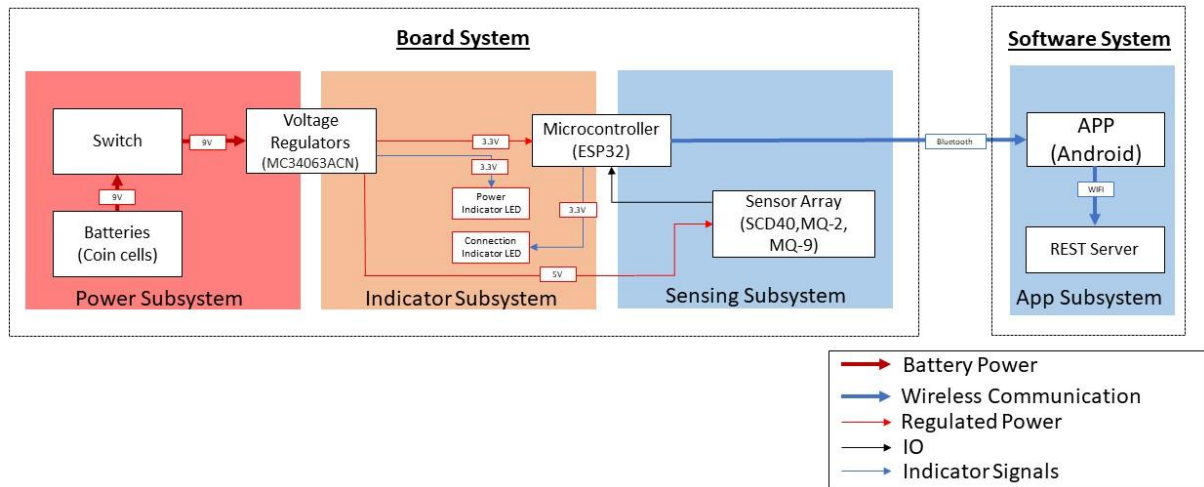 Board System
Software System
Switch
9V
Voltage
Regulators
(MC34063ACN)
3.3V
Microcontroller
(ESP32)
Bluetooth
APP
(Android)
9V
3.3V
Power
Indicator LED
3.3V
Sensor Array
(SCD40,MQ-2,
MQ-9)
WIFI
Batteries
(Coin cells)
Connection
Indicator LED
REST Server
5V
Power Subsystem
Indicator Subsystem
Sensing Subsystem
App Subsystem
Battery Power
Wireless Communication
Regulated Power
IO
Indicator Signals